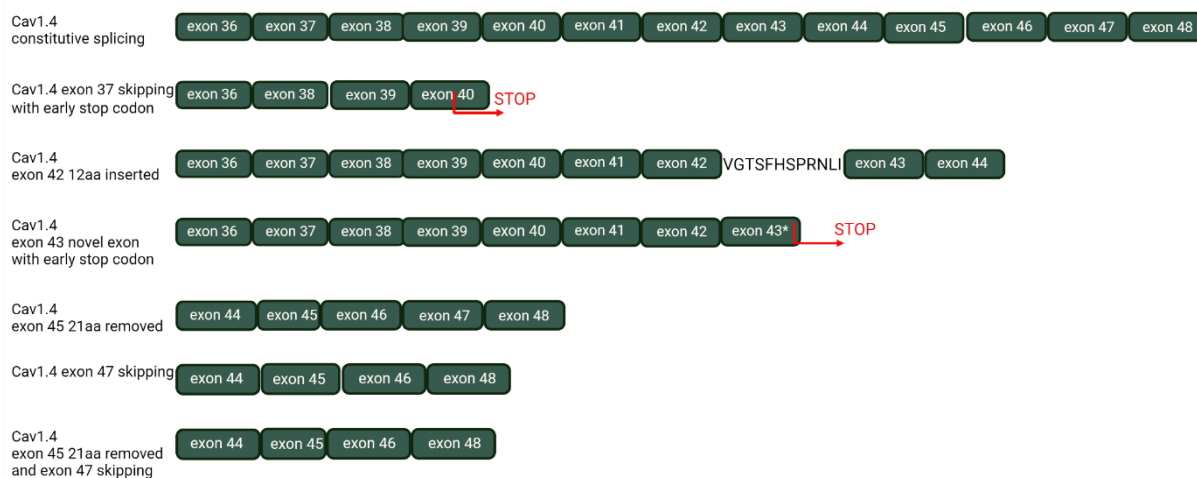 Cav1.4
constitutive splicing
exon 36 exon 37 exon 38 exon 39 exon 40 exon 41 exon 42 exon 43 exon 44 exon 45 exon 46 exon 47 exon 48
Cav1.4 exon 37 skipping
with early stop codon
exon 36 exon 38 exon 39 exon 40 STOP
Cav1.4
exon 42 12aa inserted
exon 36 exon 37 exon 38 exon 39 exon 40 exon 41 exon 42 VGTSFHSPRNLI exon 43 exon 44
Cav1.4
exon 43 novel exon
with early stop codon
exon 36 exon 37 exon 38 exon 39 exon 40 exon 41 exon 42 exon 43* STOP
Cav1.4
exon 45 21aa removed
exon 44 exon 45 exon 46 exon 47 exon 48
Cav1.4 exon 47 skipping
exon 44 exon 45 exon 46 exon 48
Cav1.4
exon 45 21aa removed
and exon 47 skipping
exon 44 exon 45 exon 46 exon 48